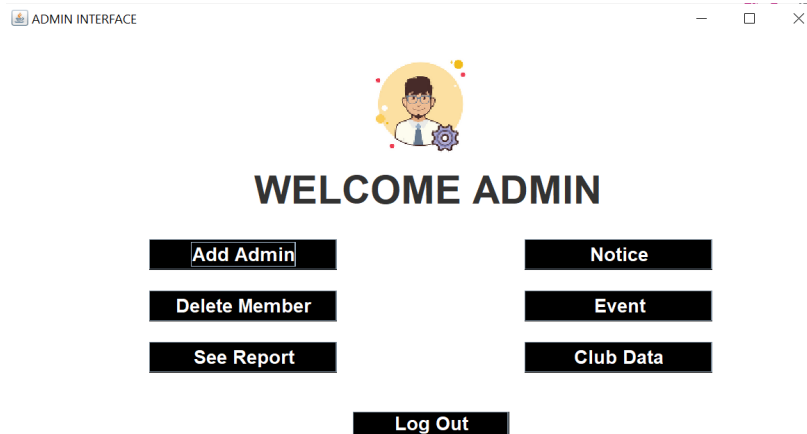 ADMIN INTERFACE
WELCOME ADMIN
Add Admin
Notice
Delete Member
Event
See Report
Club Data
Log Out